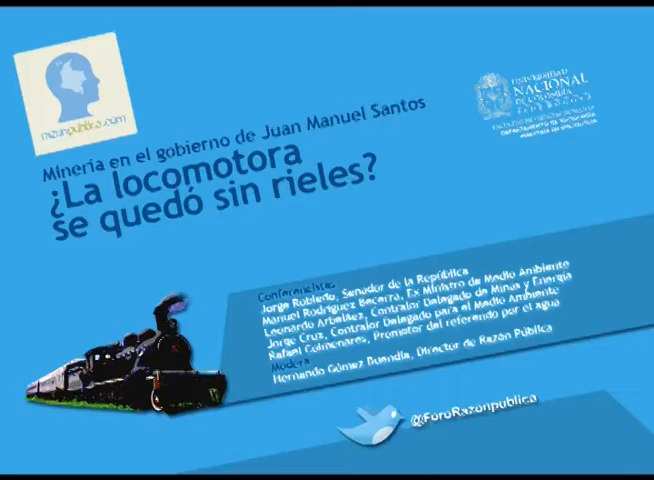 razonpublica.com
UNIVERSIDAD
NACIONAL
DE COLOMBIA
Minería en el gobierno de Juan Manuel Santos
¿La locomotora
se quedó sin rieles?
Conferencistas
Jorge Robledo, Senador de la República
Manuel Rodríguez Becerra, Ex Ministro de Medio Ambiente
Leonardo Arbeláez, Contralor Delegado de Minas y Energía
Jorge Cruz, Contralor Delegado para el Medio Ambiente
Rafael Colmenares, Promotor del referendo por el agua
Modera
Hernando Gómez Buendía, Director de Razón Pública
@ForoRazonpublica